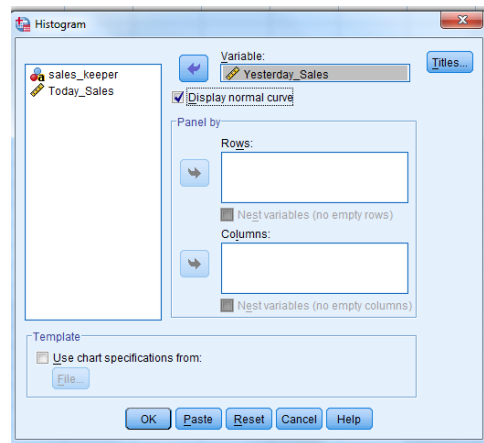 Histogram
sales_keeper
Today_Sales
Variable:
Yesterday_Sales
Titles...
Display normal curve
Panel by
Rows:
Nest variables (no empty rows)
Columns:
Nest variables (no empty columns)
Template
Use chart specifications from:
File...
OK Paste Reset Cancel Help